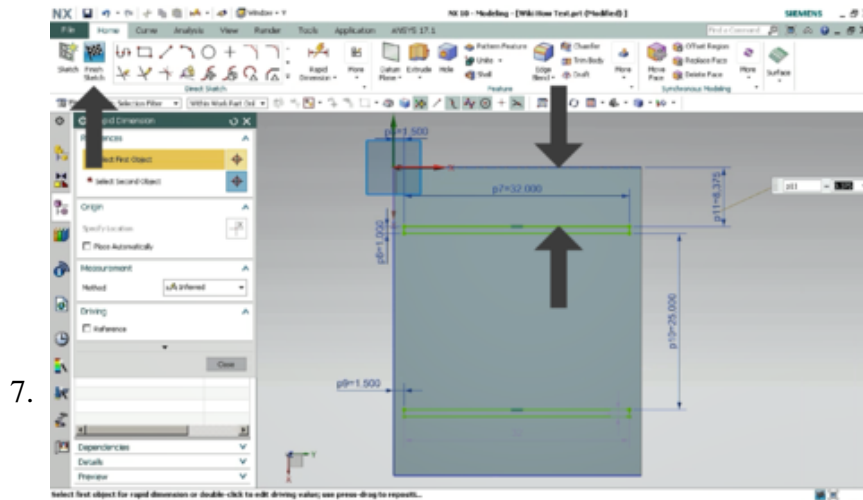 NX Window NX 10 - Modeling - [WikiHow Test.prt (Modified) ] SIEMENS
File Home Curve Analysis View Render Tools Application ANSYS 17.1 Find a Command
Sketch Finish Sketch Rapid Dimension More Datum Plane Extrude Hole Pattern Feature Unite Shell Edge Blend Chamfer Trim Body Draft More Move Face Offset Region Replace Face Delete Face More Surface
Direct Sketch Feature Synchronous Modeling
Selection Filter Within Work Part Only
Rapid Dimension
References
Select First Object
* Select Second Object
Origin
Specify Location
Place Automatically
Measurement
Method Inferred
Driving
Reference
Close
Dependencies
Details
Preview
=1.500
p7=32.000
p8=1.000
p11=8.375
p11 =
p10=25.000
p9=1.500
Y
X
7.
Select first object for rapid dimension or double-click to edit driving value; use press-drag to repositi...